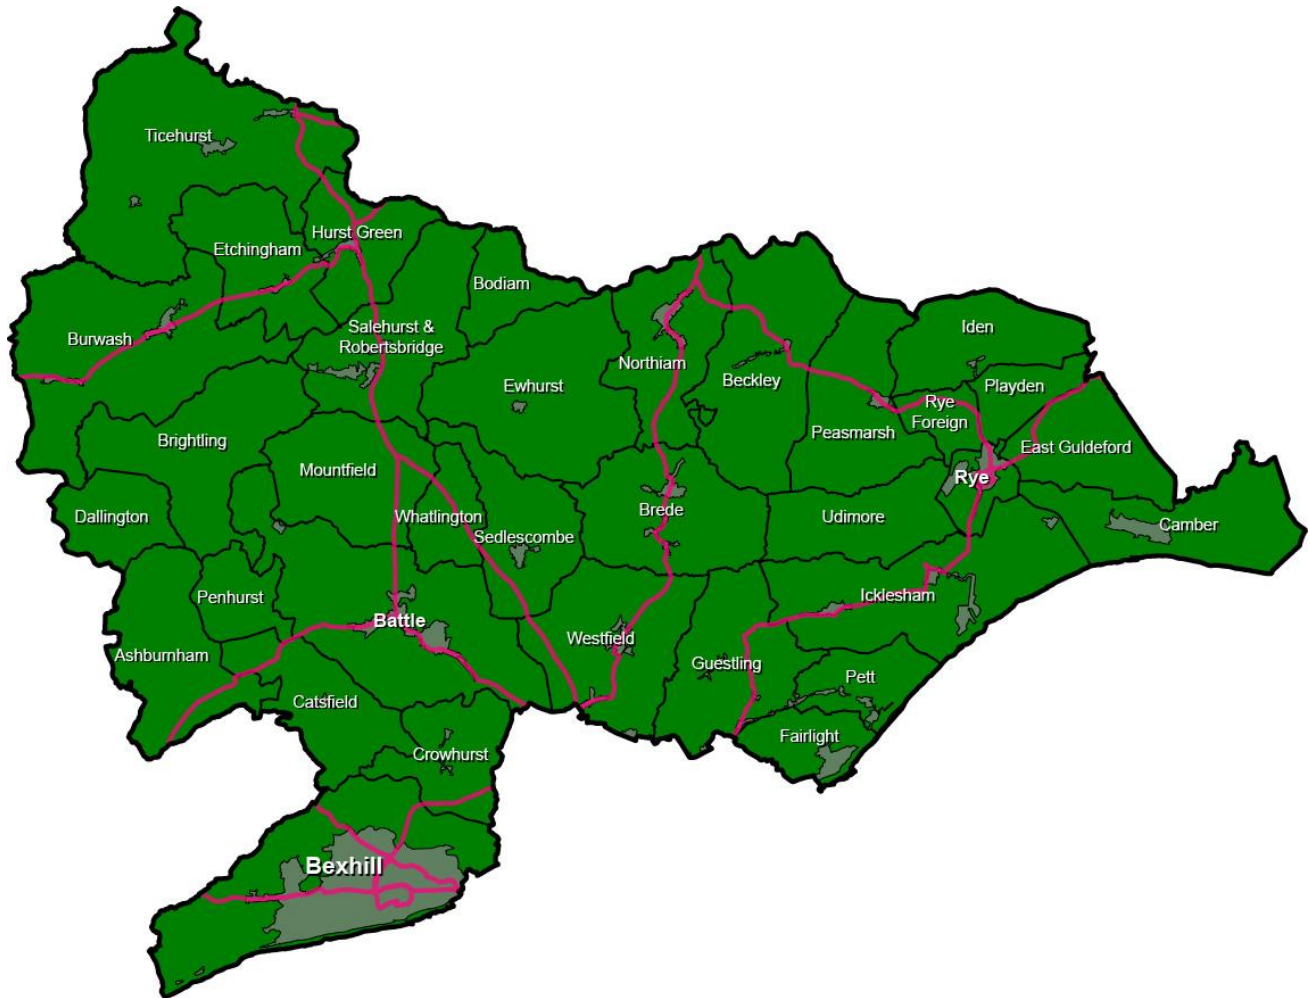 Ticehurst
Hurst Green
Etchingham
Bodiam
Burwash
Salehurst &
Robertsbridge
Iden
Northiam
Beckley
Ewhurst
Playden
Rye
Foreign
Peasmarsh
Brightling
Mountfield
East Guldeford
Rye
Dallington
Whatlington
Sedlescombe
Brede
Udimore
Camber
Penhurst
Icklesham
Battle
Westfield
Ashburnham
Guestling
Pett
Catsfield
Fairlight
Crowhurst
Bexhill